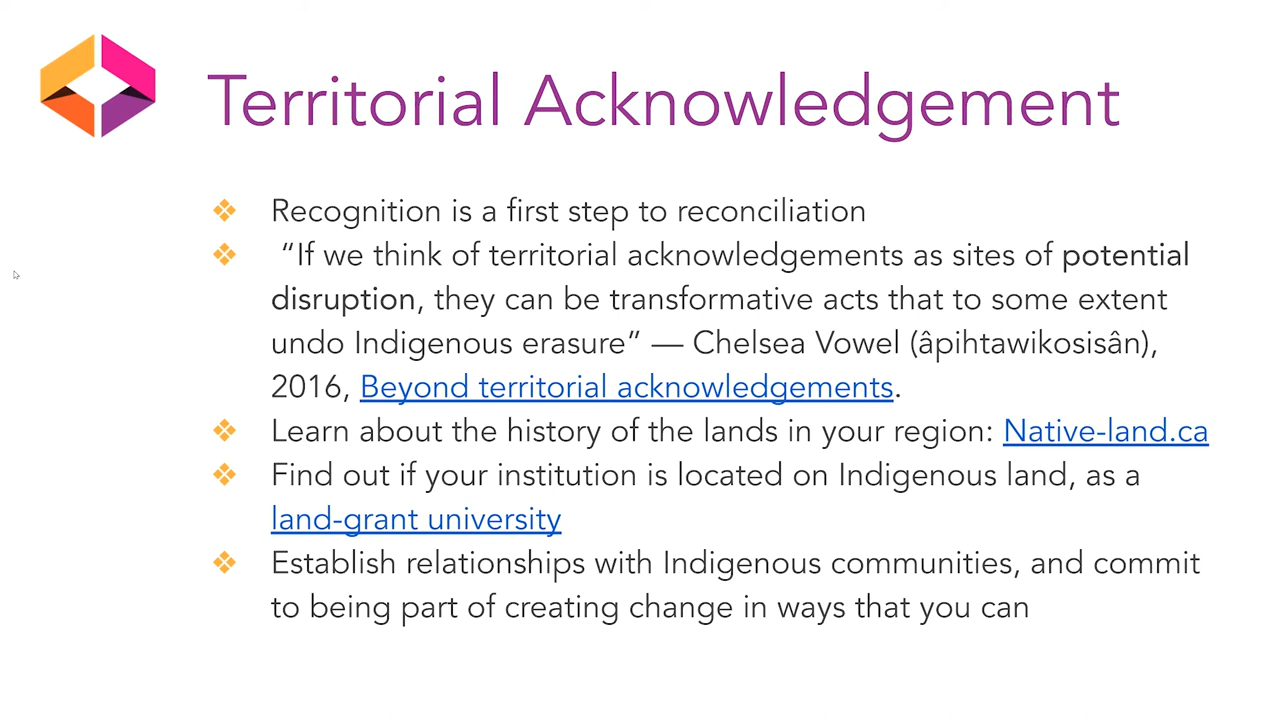 Territorial Acknowledgement
Recognition is a first step to reconciliation
“If we think of territorial acknowledgements as sites of potential
disruption, they can be transformative acts that to some extent
undo Indigenous erasure” — Chelsea Vowel (âpihtawikosisân),
2016, Beyond territorial acknowledgements.
Learn about the history of the lands in your region: Native-land.ca
Find out if your institution is located on Indigenous land, as a
land-grant university
Establish relationships with Indigenous communities, and commit
to being part of creating change in ways that you can